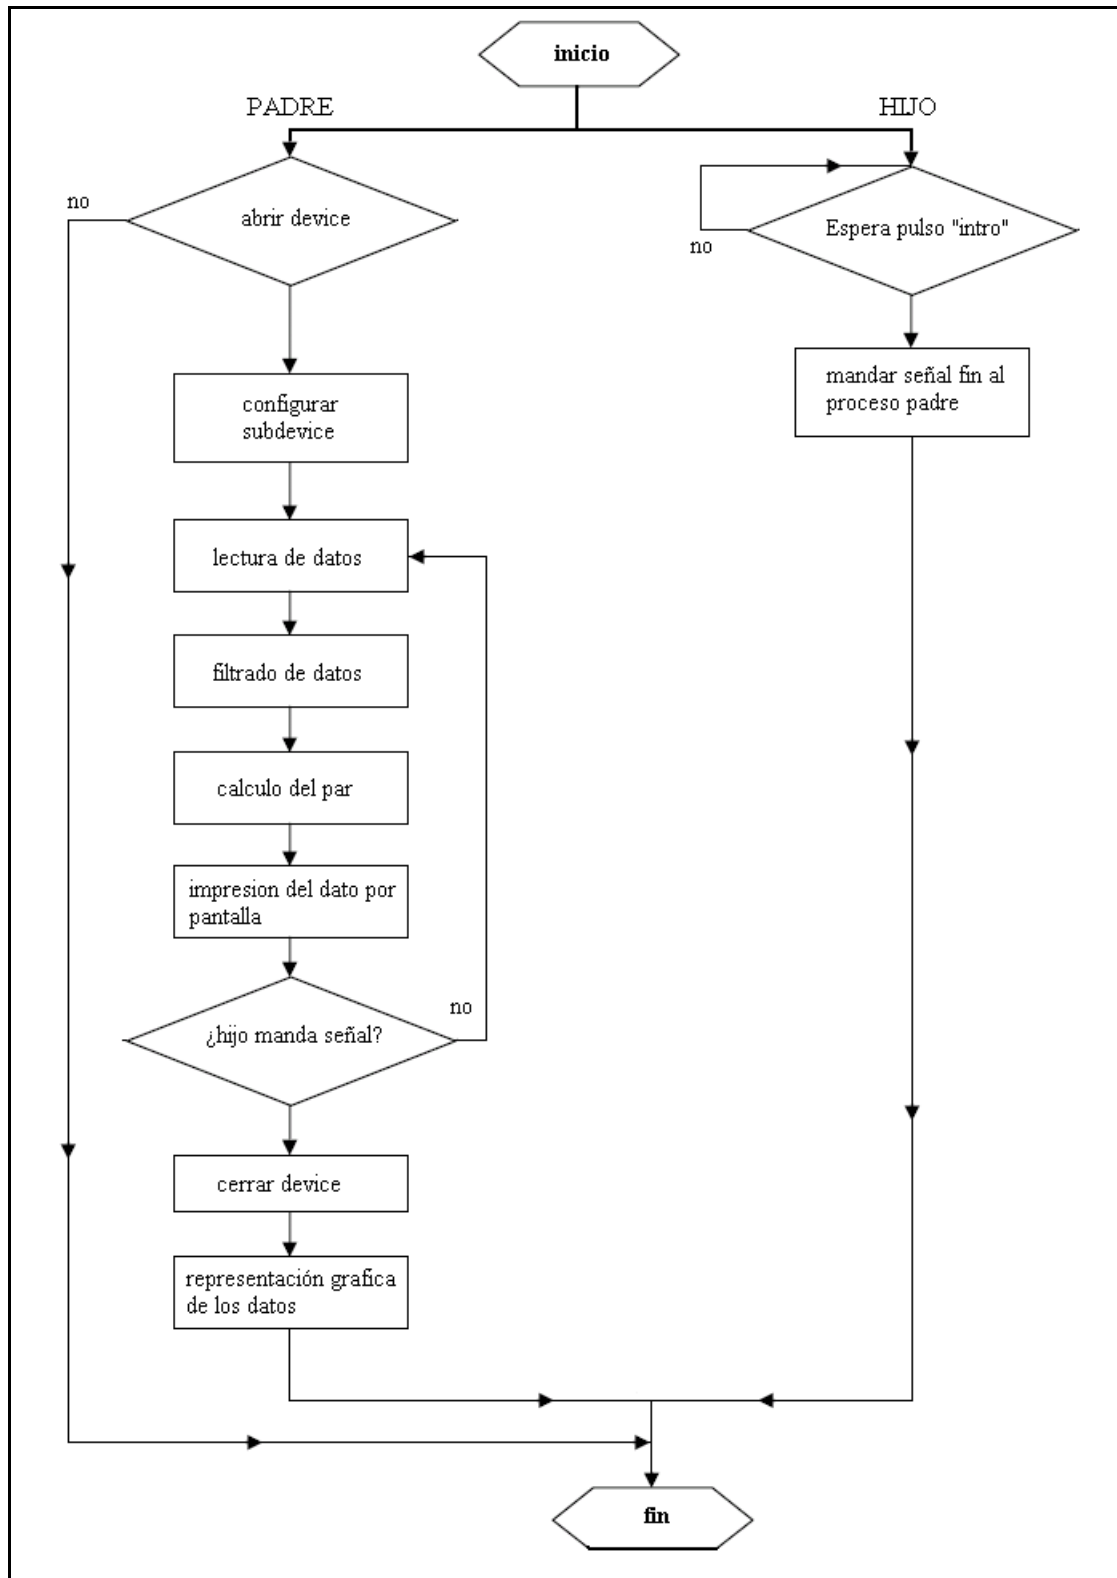 inicio
PADRE
HIJO
no
abrir device
Espera pulso "intro"
no
mandar señal fin al
proceso padre
configurar
subdevice
lectura de datos
filtrado de datos
calculo del par
impresion del dato por
pantalla
no
¿hijo manda señal?
cerrar device
representación grafica
de los datos
fin